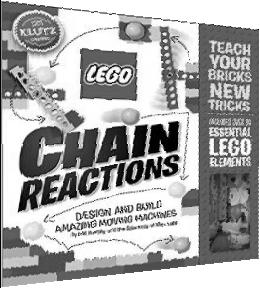 KLUTZ
LEGO
CHAIN
REACTIONS
DESIGN AND BUILD
AMAZING MOVING MACHINES
TEACH
YOUR
BRICKS
NEW
TRICKS
ESSENTIAL
LEGO
ELEMENTS